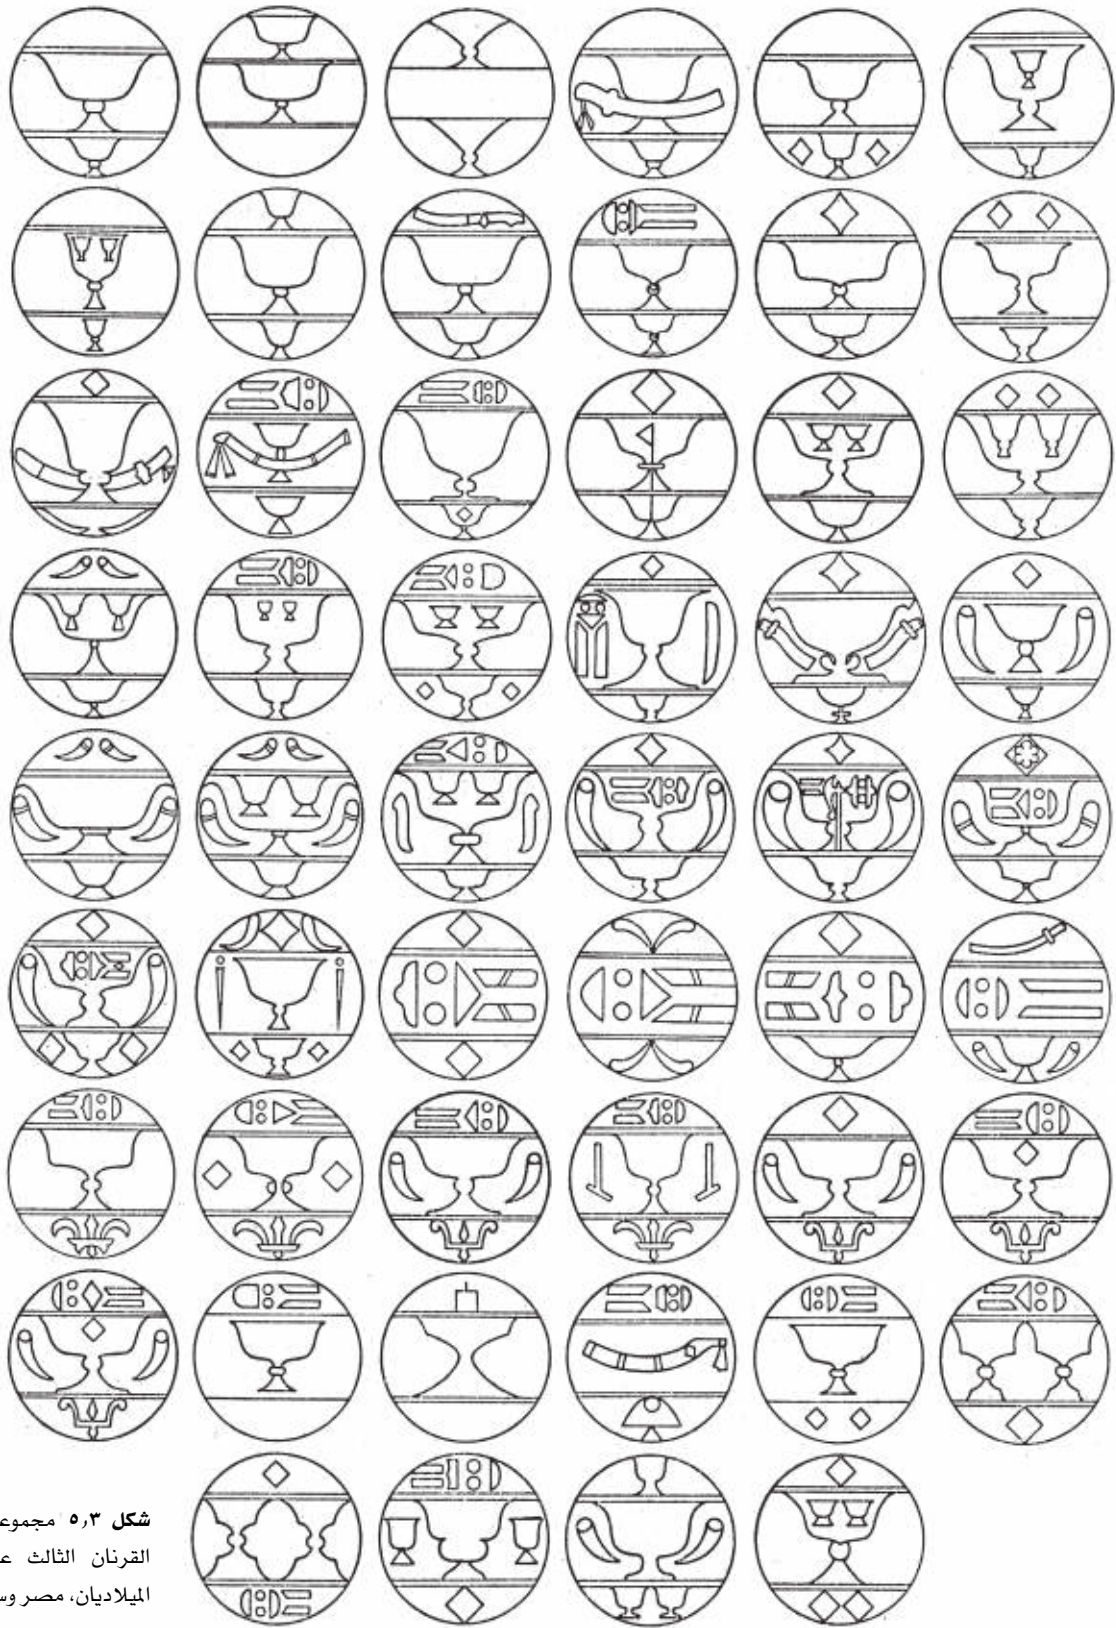 شكل ٥٫٣ مجموع
القرنان الثالث ع
الميلاديان، مصر وس